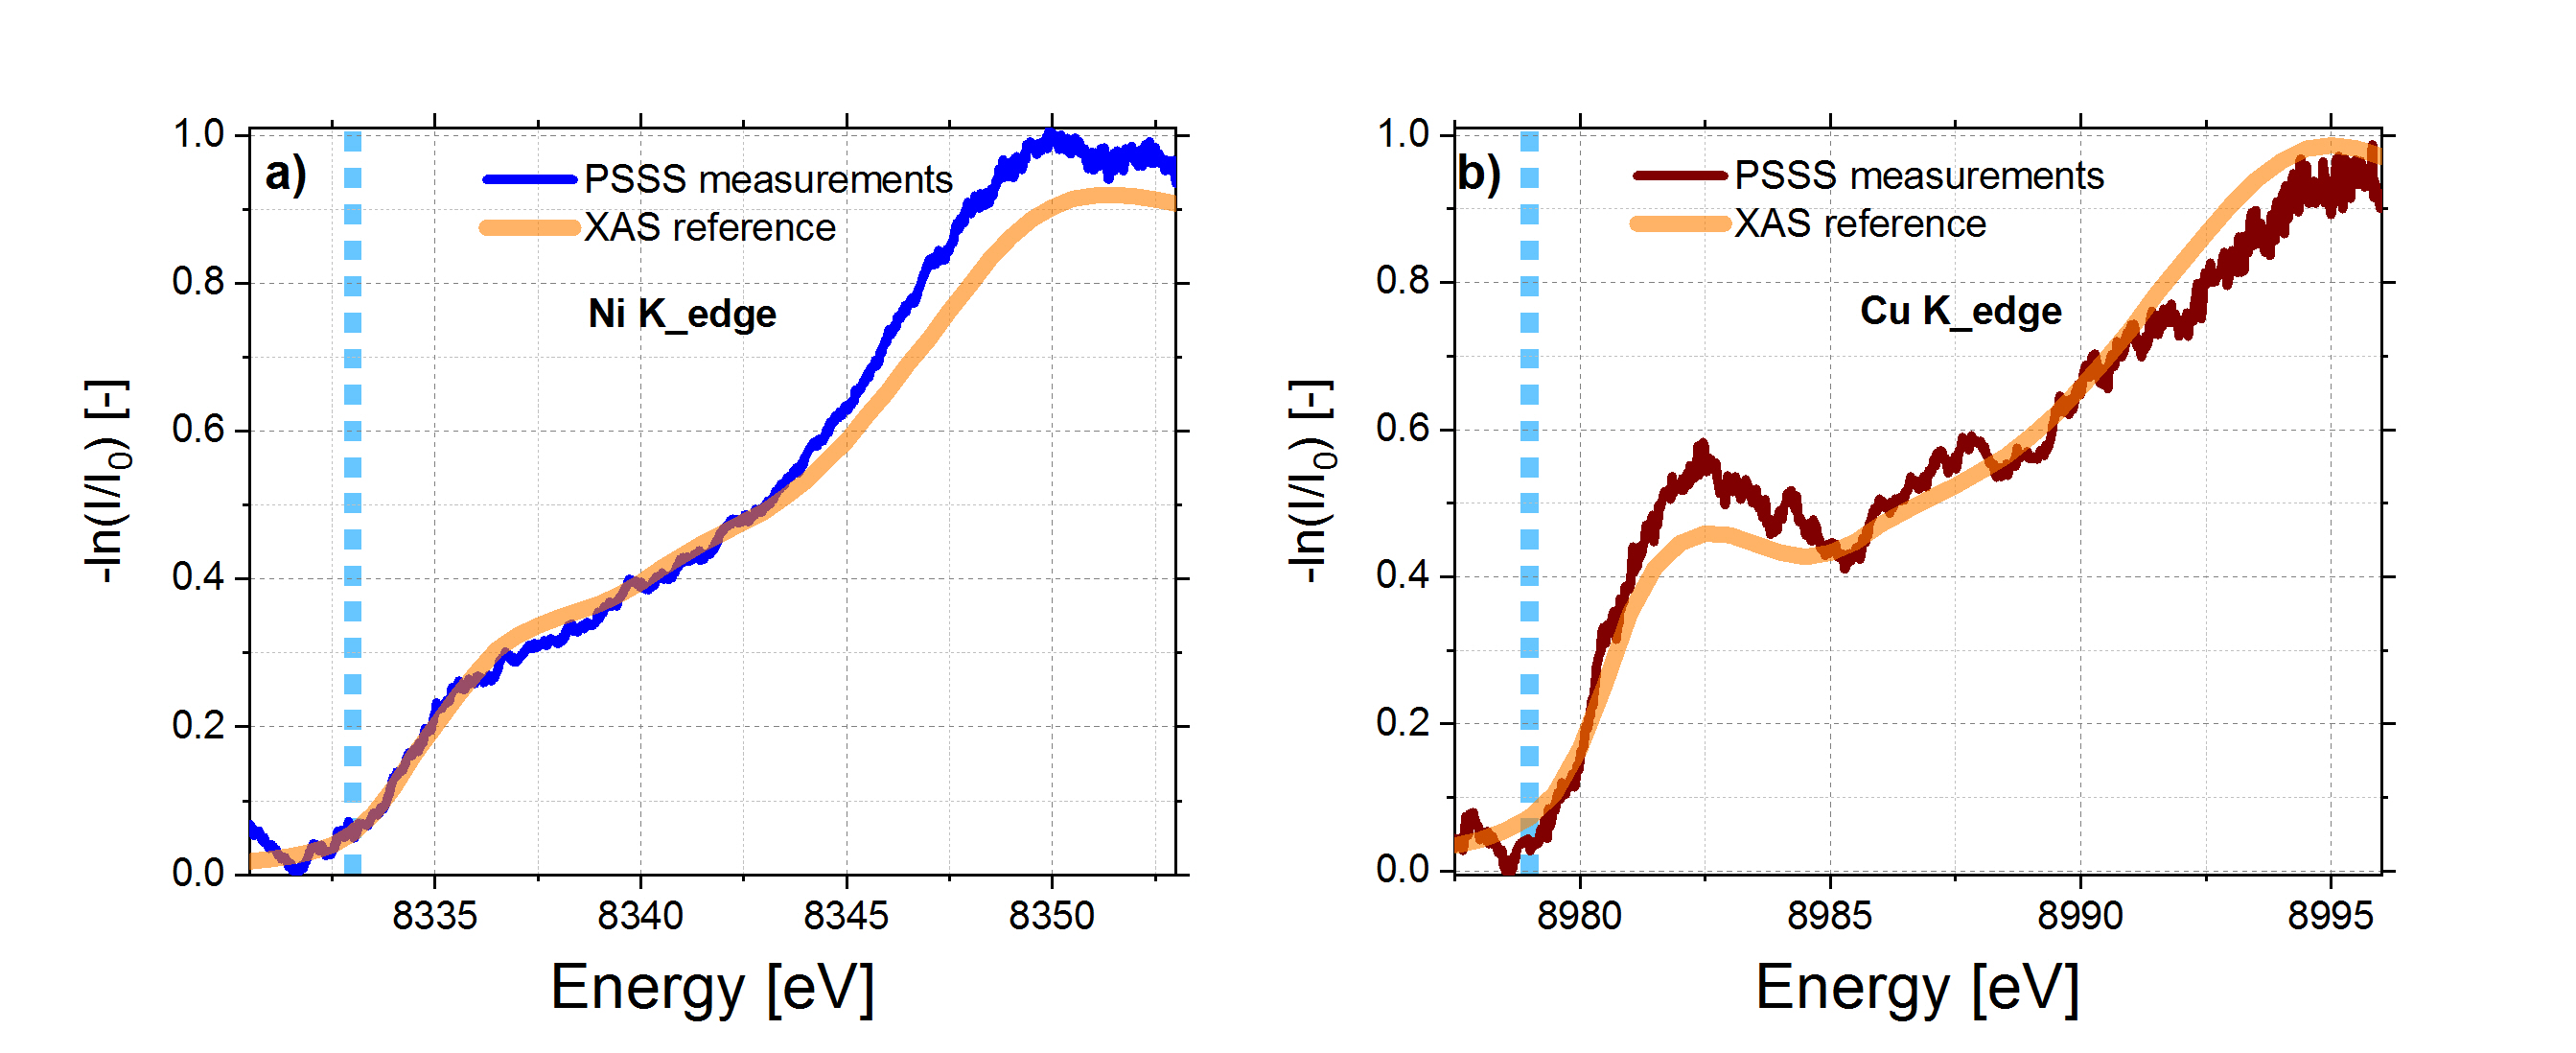 a)
PSSS measurements
XAS reference
Ni K_edge
1.0
0.8
0.6
0.4
0.2
0.0
-ln(I/I₀) [-]
8335 8340 8345 8350
Energy [eV]
b)
PSSS measurements
XAS reference
Cu K_edge
1.0
0.8
0.6
0.4
0.2
0.0
-ln(I/I₀) [-]
8980 8985 8990 8995
Energy [eV]